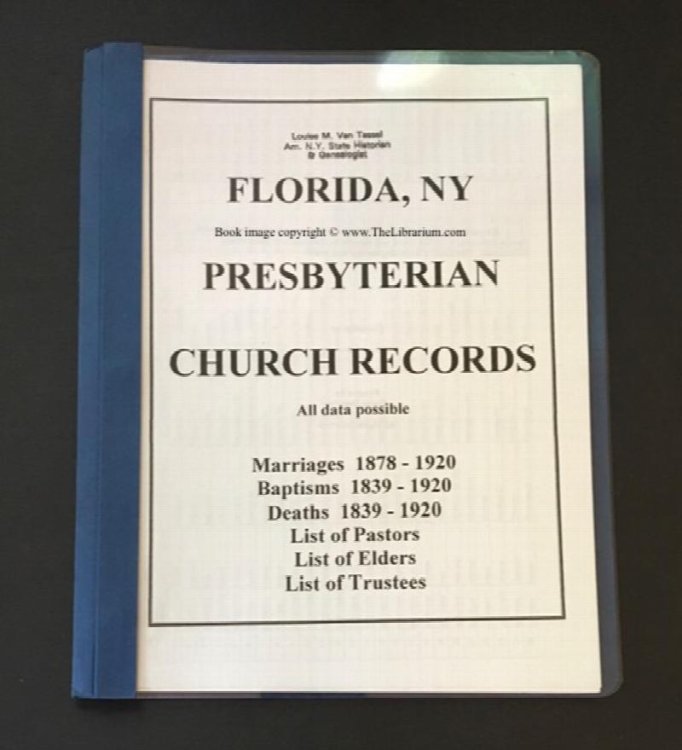 Louise M. Van Tassel
Am. N.Y. State Historian
& Genealogist
FLORIDA, NY
Book image copyright © www.TheLibrarium.com
PRESBYTERIAN
CHURCH RECORDS
All data possible
Marriages 1878 - 1920
Baptisms 1839 - 1920
Deaths 1839 - 1920
List of Pastors
List of Elders
List of Trustees